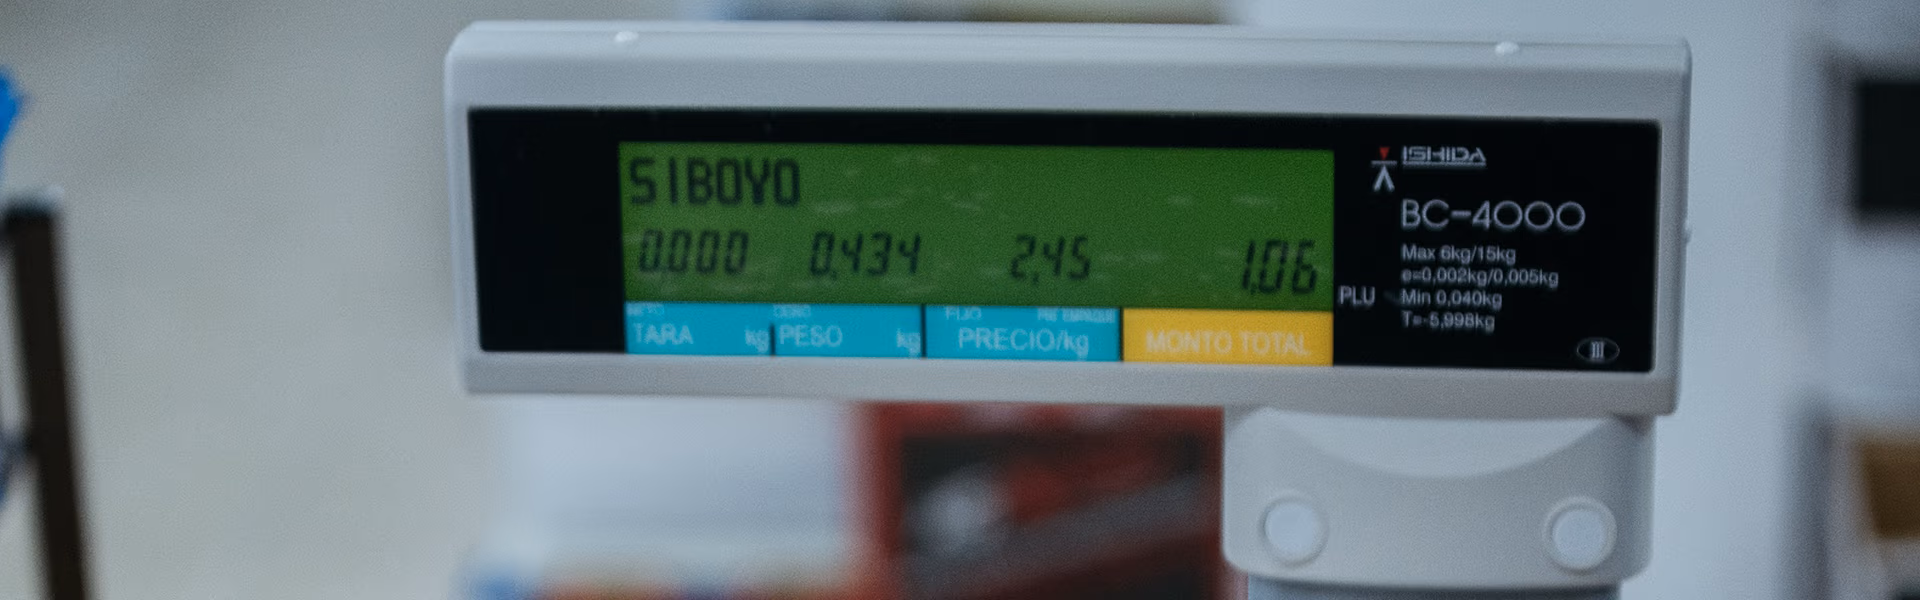 SIBOYO
0.000 0,434 2,45 1,06
TARA kg PESO kg PRECIO/kg MONTO TOTAL
PLU
ISHIDA
BC-4000
Max 6kg/15kg
e=0,002kg/0,005kg
Min 0,040kg
T=-5,998kg
III